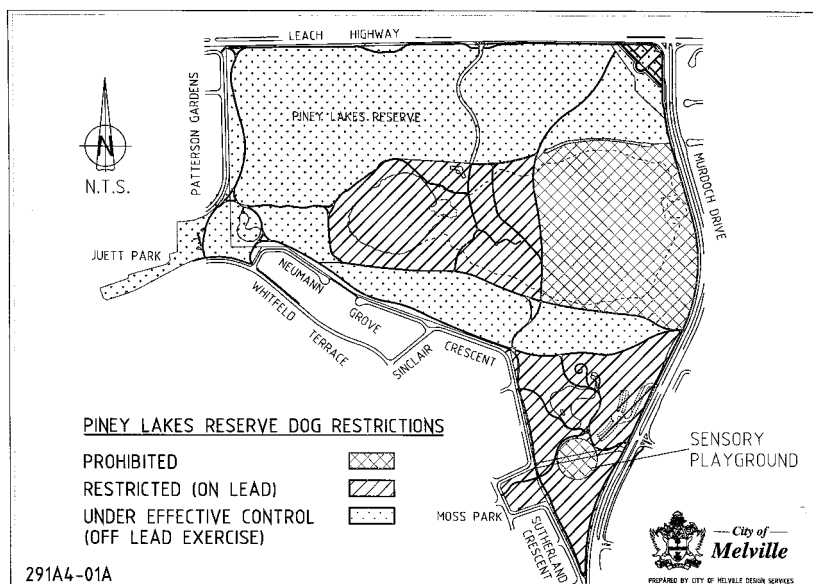 LEACH HIGHWAY
PATTERSON GARDENS
N
N.T.S.
PINEY LAKES RESERVE
MURDOCH DRIVE
JUETT PARK
NEUMANN GROVE
WHITFELD TERRACE
SINCLAIR CRESCENT
PINEY LAKES RESERVE DOG RESTRICTIONS
PROHIBITED
RESTRICTED (ON LEAD)
UNDER EFFECTIVE CONTROL
(OFF LEAD EXERCISE)
SENSORY
PLAYGROUND
MOSS PARK
SUTHERLAND
CRESCENT
City of
Melville
PREPARED BY CITY OF MELVILLE DESIGN SERVICES
291A4-01A